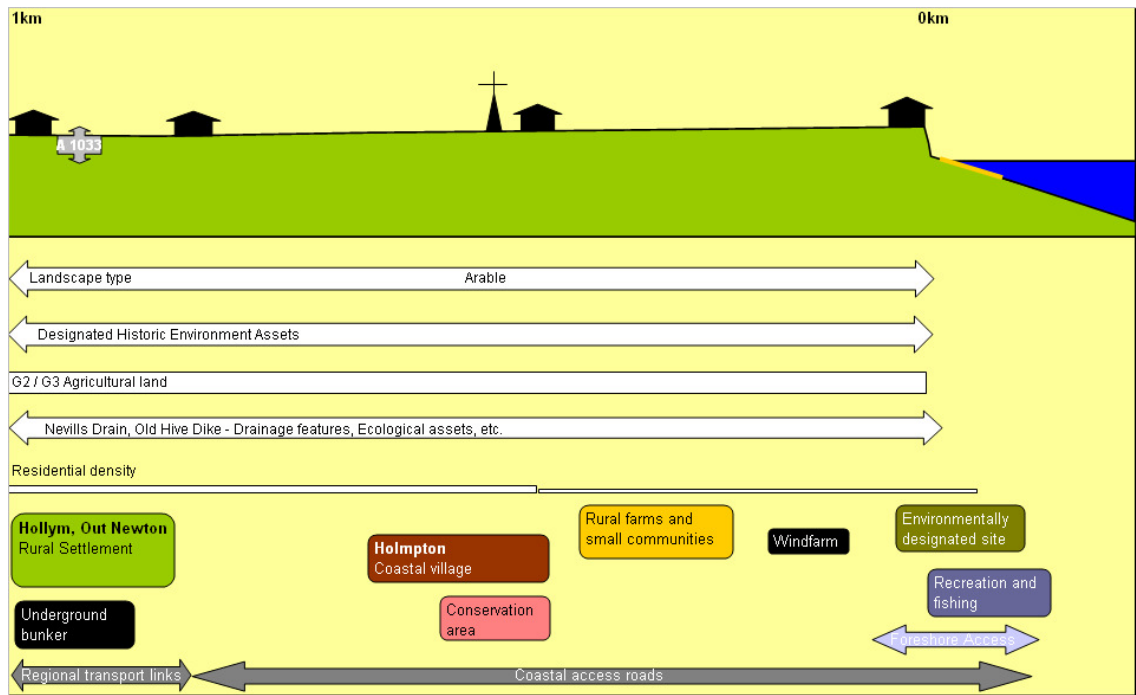 1km
0km
A 1033
Landscape type
Arable
Designated Historic Environment Assets
G2 / G3 Agricultural land
Nevills Drain, Old Hive Dike - Drainage features, Ecological assets, etc.
Residential density
Hollym, Out Newton
Rural Settlement
Holmpton
Coastal village
Rural farms and
small communities
Windfarm
Environmentally
designated site
Underground
bunker
Conservation
area
Recreation and
fishing
Foreshore Access
Regional transport links
Coastal access roads